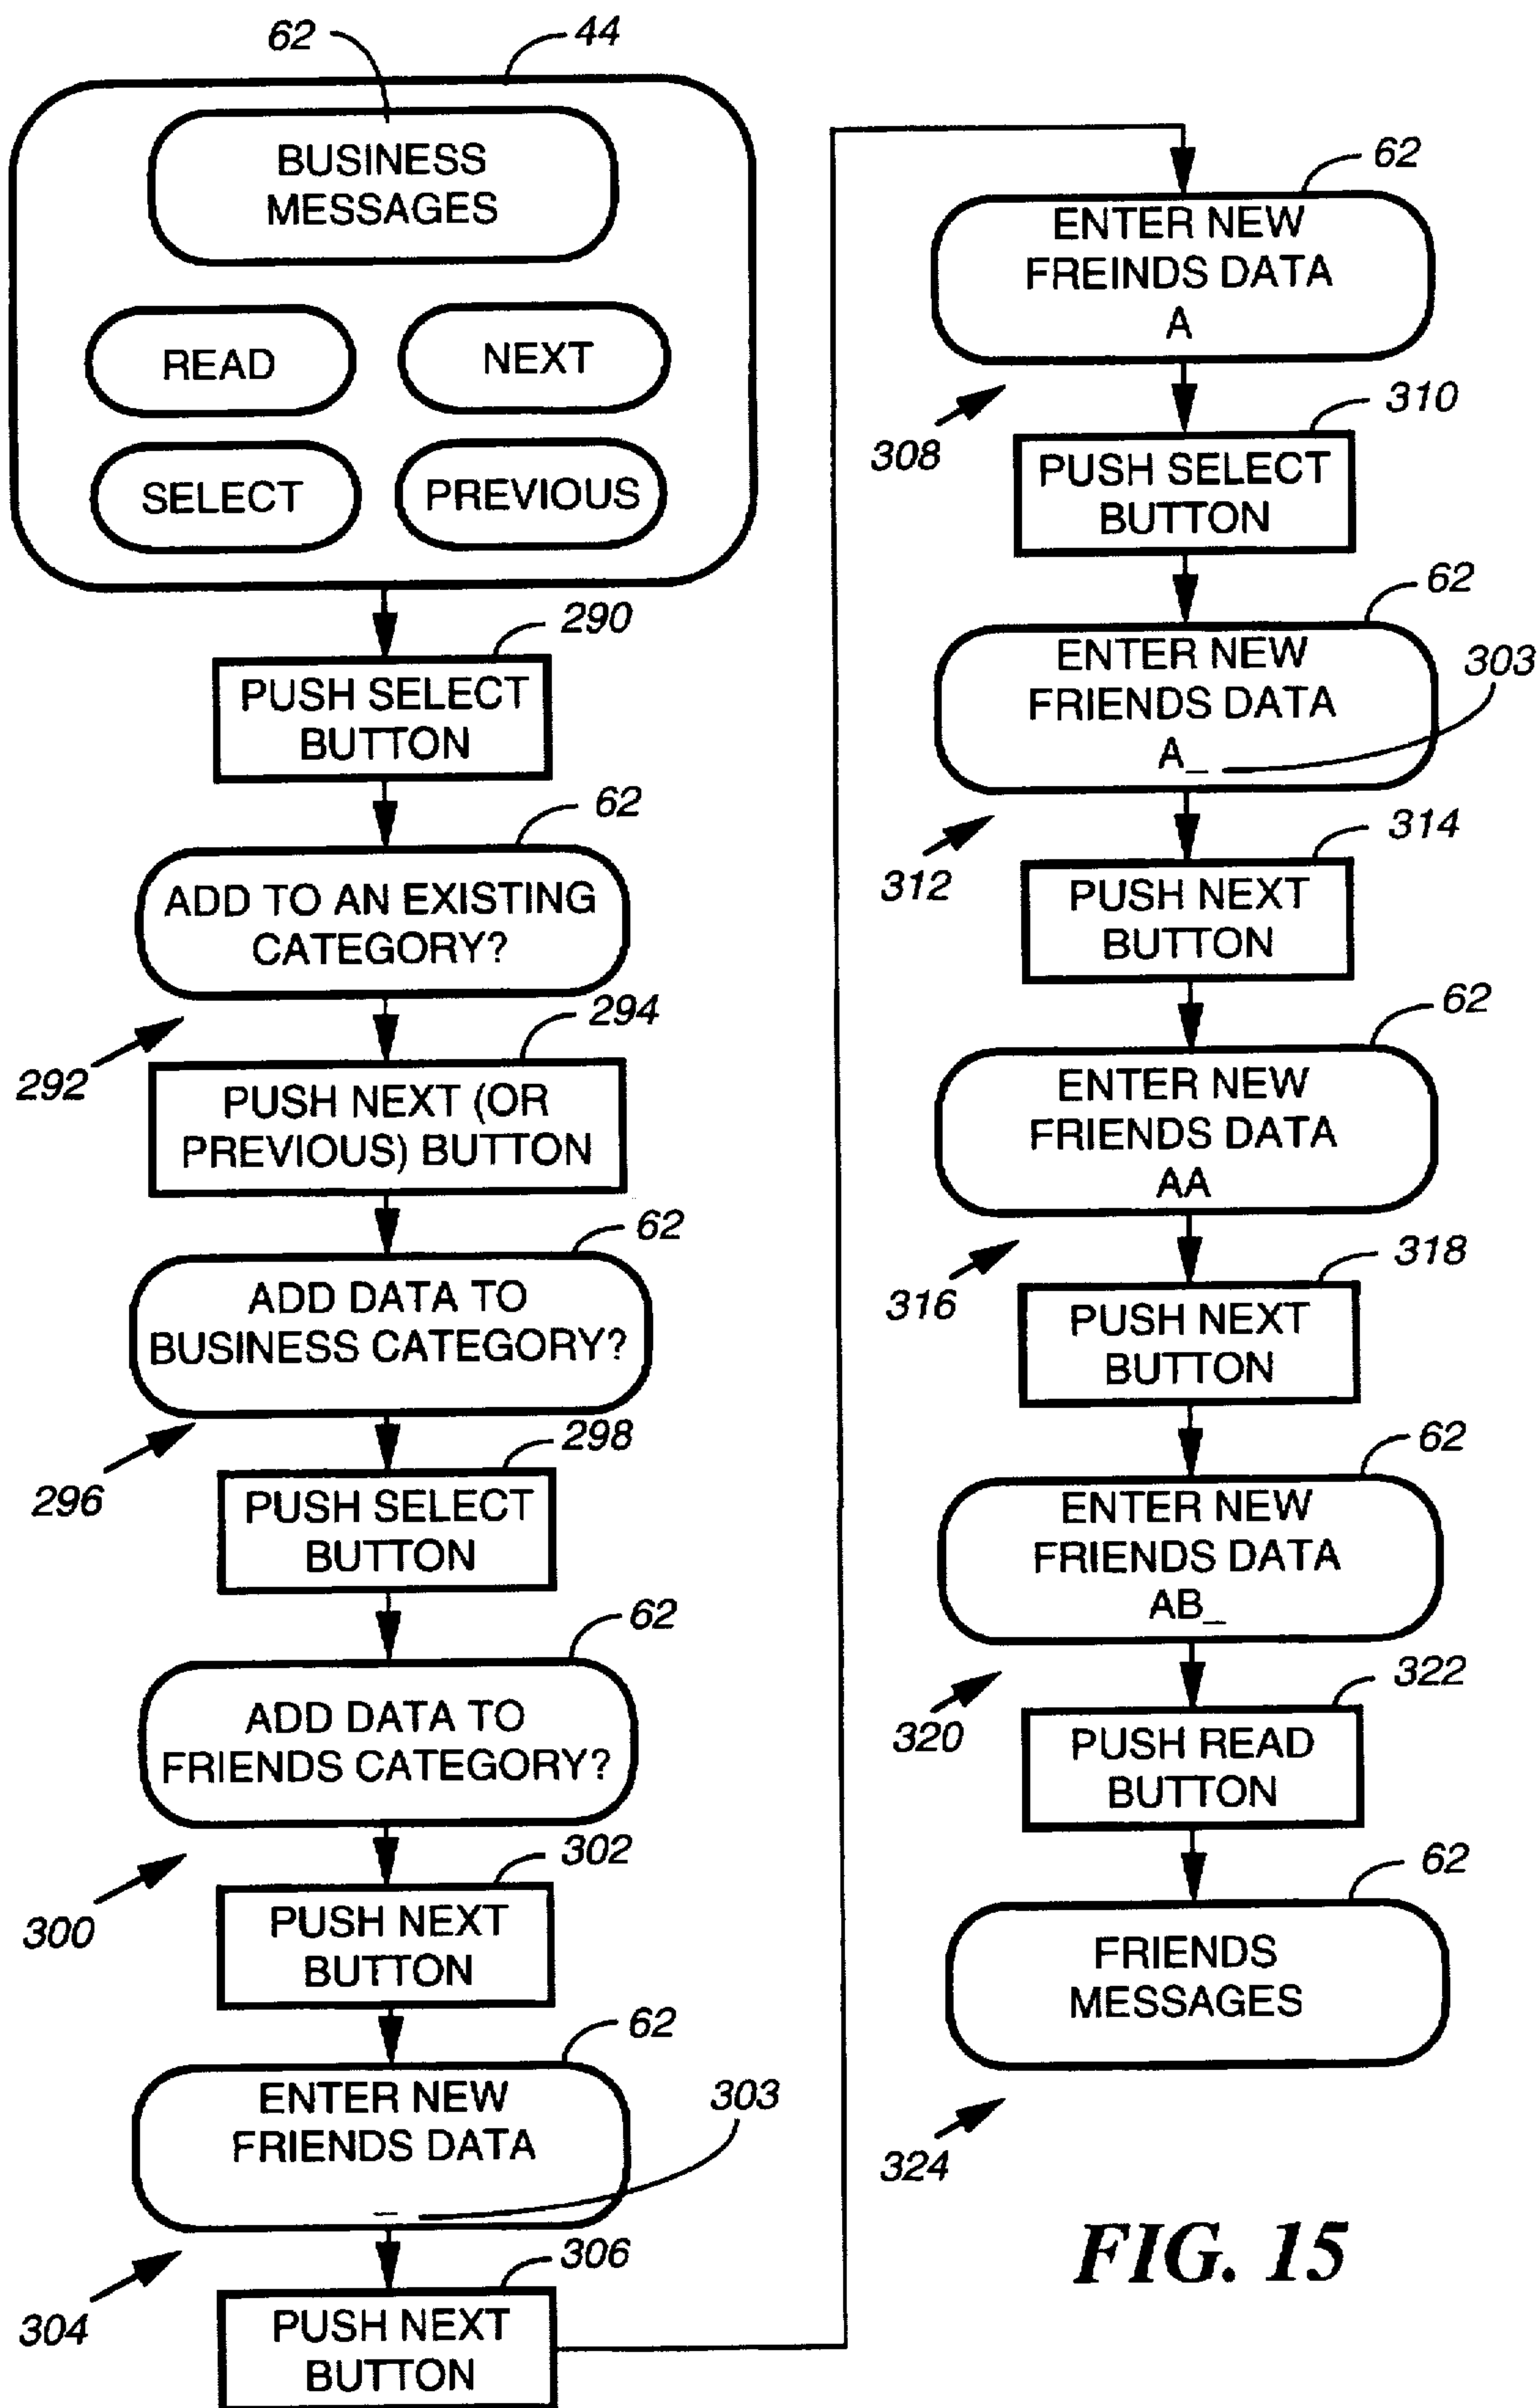 62
44
BUSINESS
MESSAGES
READ
NEXT
SELECT
PREVIOUS
290
PUSH SELECT
BUTTON
62
ADD TO AN EXISTING
CATEGORY?
292
294
PUSH NEXT (OR
PREVIOUS) BUTTON
62
ADD DATA TO
BUSINESS CATEGORY?
296
298
PUSH SELECT
BUTTON
62
ADD DATA TO
FRIENDS CATEGORY?
300
302
PUSH NEXT
BUTTON
62
ENTER NEW
FRIENDS DATA
_
303
304
306
PUSH NEXT
BUTTON
62
ENTER NEW
FREINDS DATA
A
308
310
PUSH SELECT
BUTTON
62
ENTER NEW
FRIENDS DATA
A_
303
312
314
PUSH NEXT
BUTTON
62
ENTER NEW
FRIENDS DATA
AA
316
318
PUSH NEXT
BUTTON
62
ENTER NEW
FRIENDS DATA
AB_
320
322
PUSH READ
BUTTON
62
FRIENDS
MESSAGES
324
FIG. 15